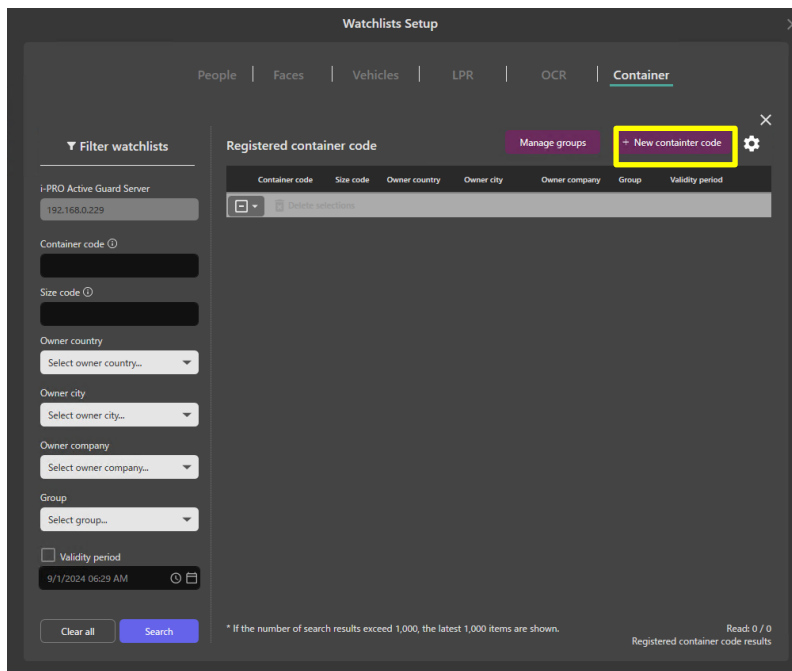 Watchlists Setup
People Faces Vehicles LPR OCR Container
Filter watchlists
i-PRO Active Guard Server
192.168.0.229
Container code
Size code
Owner country
Select owner country...
Owner city
Select owner city...
Owner company
Select owner company...
Group
Select group...
Validity period
9/1/2024 06:29 AM
Clear all Search
Registered container code
Manage groups + New containter code
Container code Size code Owner country Owner city Owner company Group Validity period
Delete selections
* If the number of search results exceed 1,000, the latest 1,000 items are shown.
Read: 0 / 0
Registered container code results